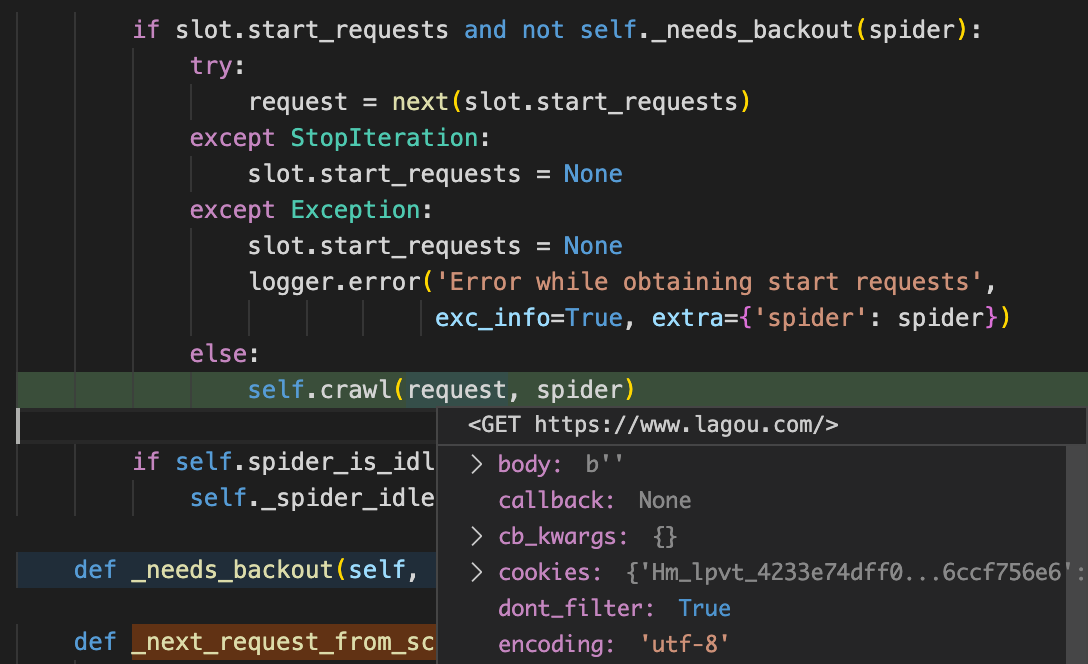 if slot.start_requests and not self._needs_backout(spider):
try:
request = next(slot.start_requests)
except StopIteration:
slot.start_requests = None
except Exception:
slot.start_requests = None
logger.error('Error while obtaining start requests',
exc_info=True, extra={'spider': spider})
else:
self.crawl(request, spider)
<GET https://www.lagou.com/>
if self.spider_is_idl
self._spider_idle
def _needs_backout(self,
def _next_request_from_sc
> body: b''
callback: None
> cb_kwargs: {}
> cookies: {'Hm_lpvt_4233e74dff0...6ccf756e6':
dont_filter: True
encoding: 'utf-8'